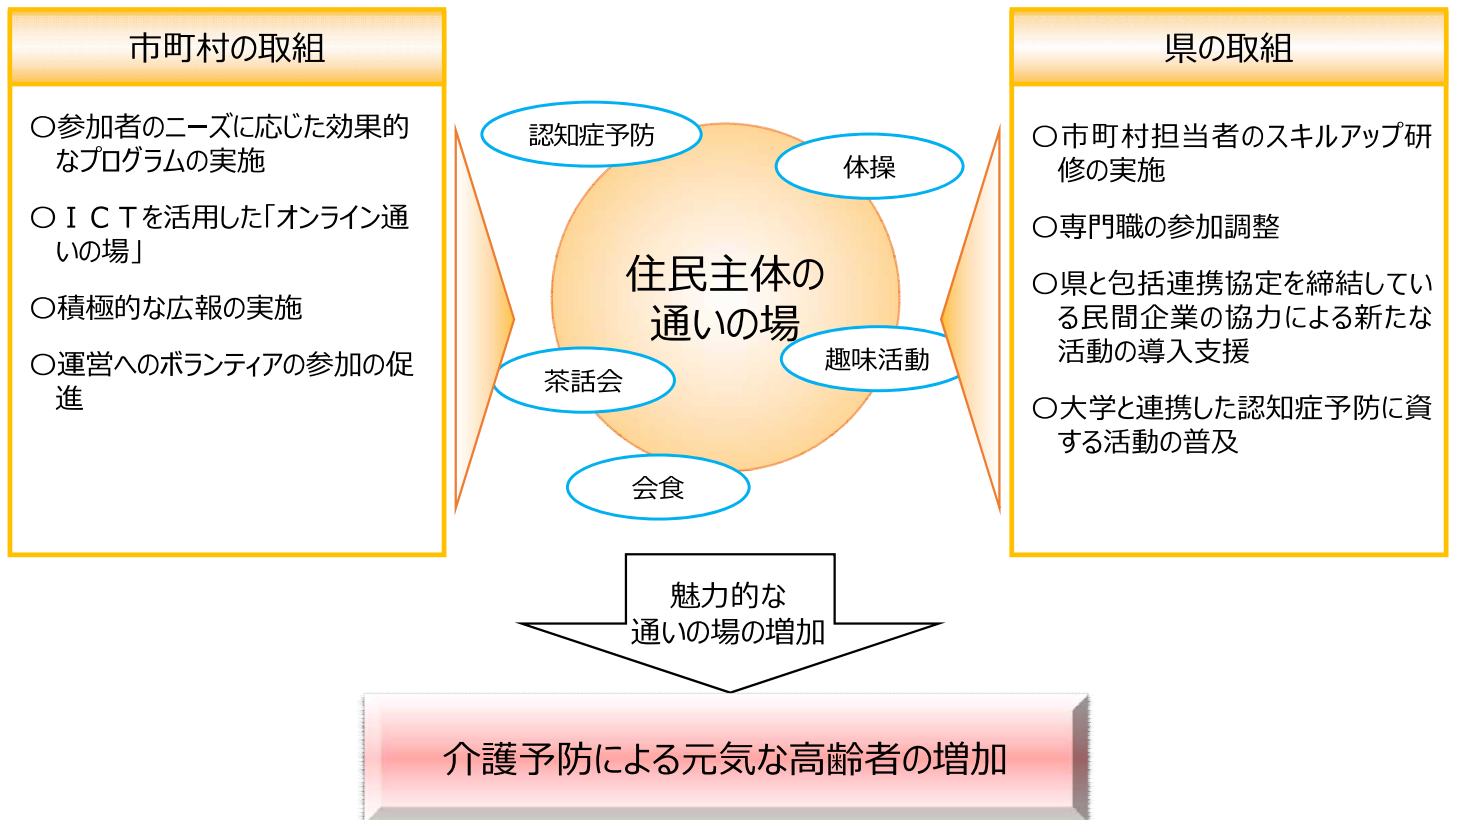 市町村の取組
〇参加者のニーズに応じた効果的
なプログラムの実施
〇ＩＣＴを活用した「オンライン通
いの場」
〇積極的な広報の実施
〇運営へのボランティアの参加の促
進
認知症予防
体操
住民主体の
通いの場
趣味活動
茶話会
会食
県の取組
〇市町村担当者のスキルアップ研
修の実施
〇専門職の参加調整
〇県と包括連携協定を締結してい
る民間企業の協力による新たな
活動の導入支援
〇大学と連携した認知症予防に資
する活動の普及
魅力的な
通いの場の増加
介護予防による元気な高齢者の増加